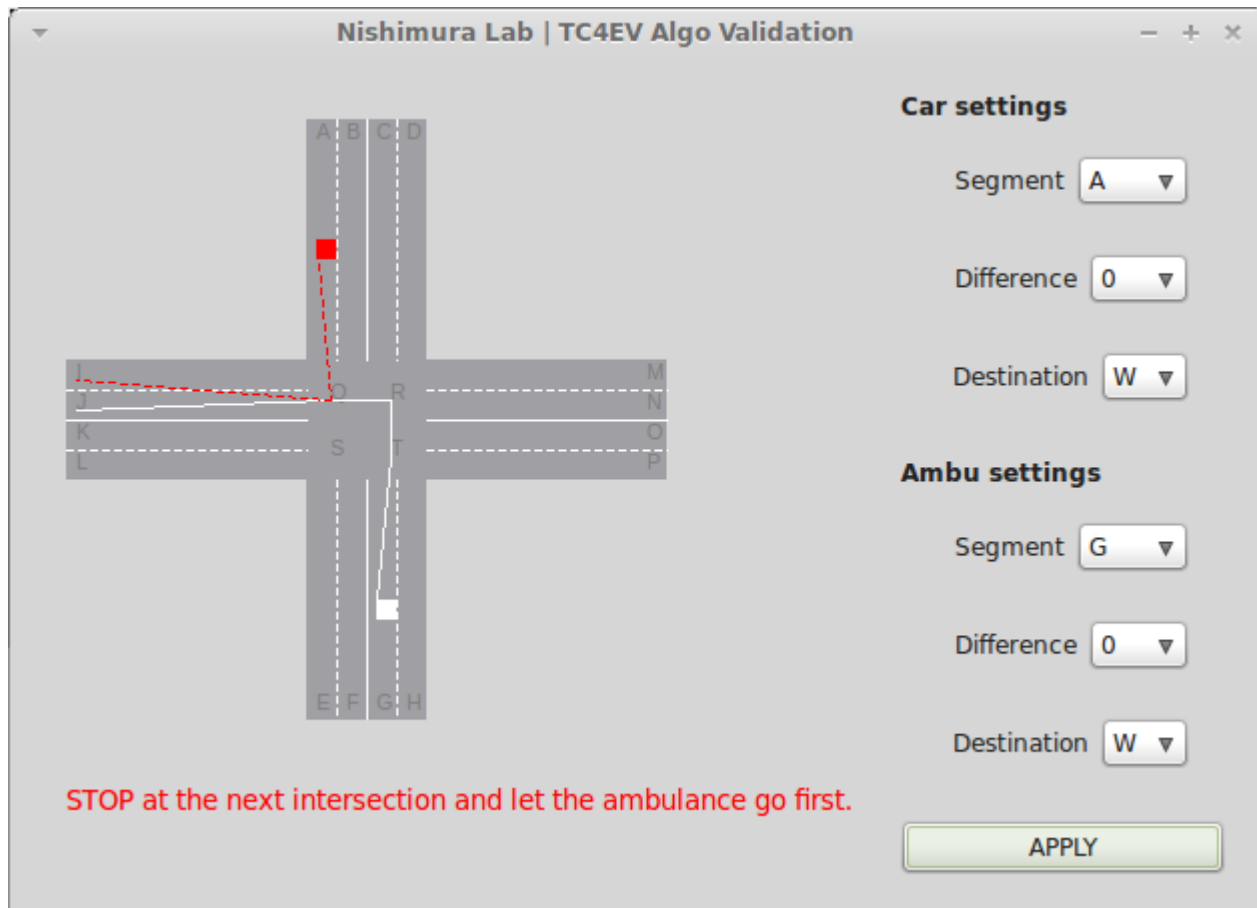 Nishimura Lab | TC4EV Algo Validation
A B C D
I
J
K
L
Q R
S T
M
N
O
P
E F G H
STOP at the next intersection and let the ambulance go first.
Car settings
Segment A
Difference 0
Destination W
Ambu settings
Segment G
Difference 0
Destination W
APPLY